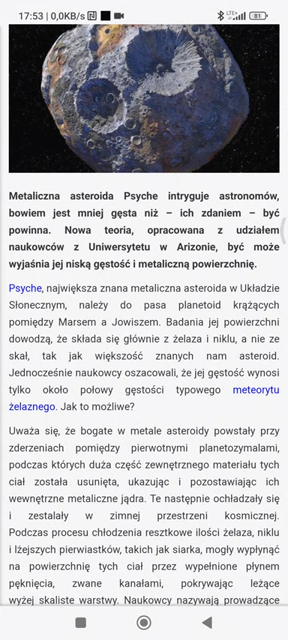 17:53 | 0,0KB/s
LTE+
81
Metaliczna asteroida Psyche intryguje astronomów,
bowiem jest mniej gęsta niż – ich zdaniem – być
powinna. Nowa teoria, opracowana z udziałem
naukowców z Uniwersytetu w Arizonie, być może
wyjaśnia jej niską gęstość i metaliczną powierzchnię.
Psyche, największa znana metaliczna asteroida w Układzie
Słonecznym, należy do pasa planetoid krążących
pomiędzy Marsem a Jowiszem. Badania jej powierzchni
dowodzą, że składa się głównie z żelaza i niklu, a nie ze
skał, tak jak większość znanych nam asteroid.
Jednocześnie naukowcy oszacowali, że jej gęstość wynosi
tylko około połowy gęstości typowego meteorytu
żelaznego. Jak to możliwe?
Uważa się, że bogate w metale asteroidy powstały przy
zderzeniach pomiędzy pierwotnymi planetozymalami,
podczas których duża część zewnętrznego materiału tych
ciał została usunięta, ukazując i pozostawiając ich
wewnętrzne metaliczne jądra. Te następnie ochładzały się
i zestalały w zimnej przestrzeni kosmicznej.
Podczas procesu chłodzenia resztkowe ilości żelaza, niklu
i lżejszych pierwiastków, takich jak siarka, mogły wypłynąć
na powierzchnię tych ciał przez wypełnione płynem
pęknięcia, zwane kanałami, pokrywając leżące
wyżej skaliste warstwy. Naukowcy nazywają prowadzące